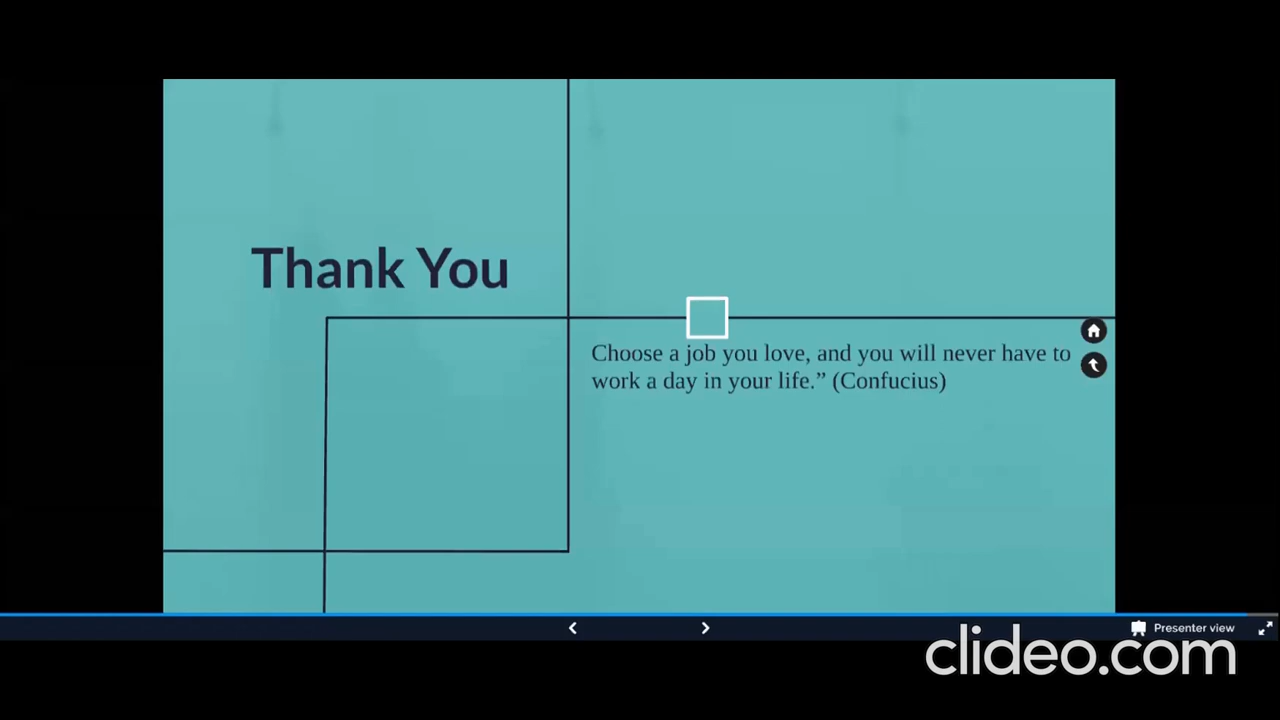 Thank You
Choose a job you love, and you will never have to
work a day in your life.” (Confucius)
Presenter view
clideo.com